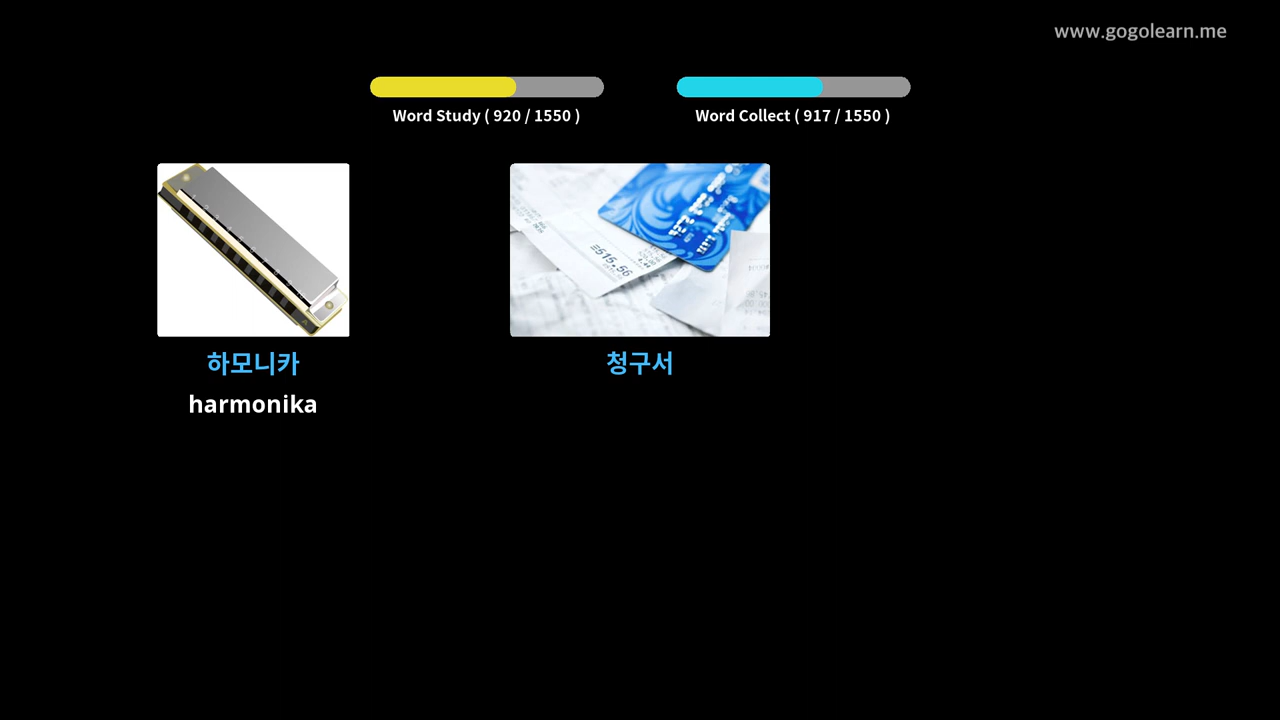 www.gogolearn.me
Word Study ( 920 / 1550 )
Word Collect ( 917 / 1550 )
하모니카
harmonika
청구서